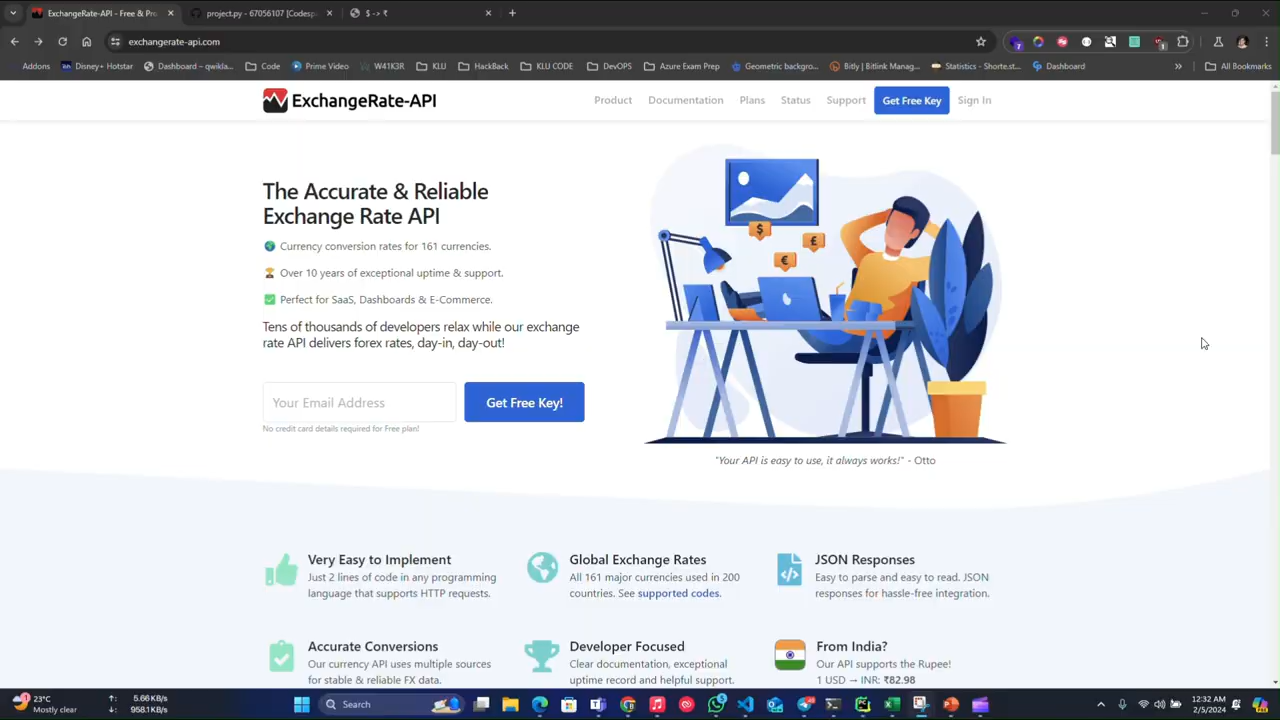 ExchangeRate-API - Free & Pro
project.py - 67056107 [Codesp
$ -> ₹
exchangerate-api.com
Addons
Disney+ Hotstar
Dashboard – qwikla...
Code
Prime Video
W41K3R
KLU
HackBack
KLU CODE
DevOPS
Azure Exam Prep
Geometric backgro...
Bitly | Bitlink Manag...
Statistics - Shorte.st...
Dashboard
»
All Bookmarks
ExchangeRate-API
Product
Documentation
Plans
Status
Support
Get Free Key
Sign In
The Accurate & Reliable
Exchange Rate API
Currency conversion rates for 161 currencies.
Over 10 years of exceptional uptime & support.
Perfect for SaaS, Dashboards & E-Commerce.
Tens of thousands of developers relax while our exchange
rate API delivers forex rates, day-in, day-out!
Your Email Address
Get Free Key!
No credit card details required for Free plan!
$
£
€
"Your API is easy to use, it always works!" - Otto
Very Easy to Implement
Just 2 lines of code in any programming
language that supports HTTP requests.
Global Exchange Rates
All 161 major currencies used in 200
countries. See supported codes.
JSON Responses
Easy to parse and easy to read. JSON
responses for hassle-free integration.
Accurate Conversions
Our currency API uses multiple sources
for stable & reliable FX data.
Developer Focused
Clear documentation, exceptional
uptime record and helpful support.
From India?
Our API supports the Rupee!
1 USD → INR: ₹82.98
23°C
Mostly clear
↑: 5.66 KB/s
↓: 958.1 KB/s
Search
12:32 AM
2/5/2024